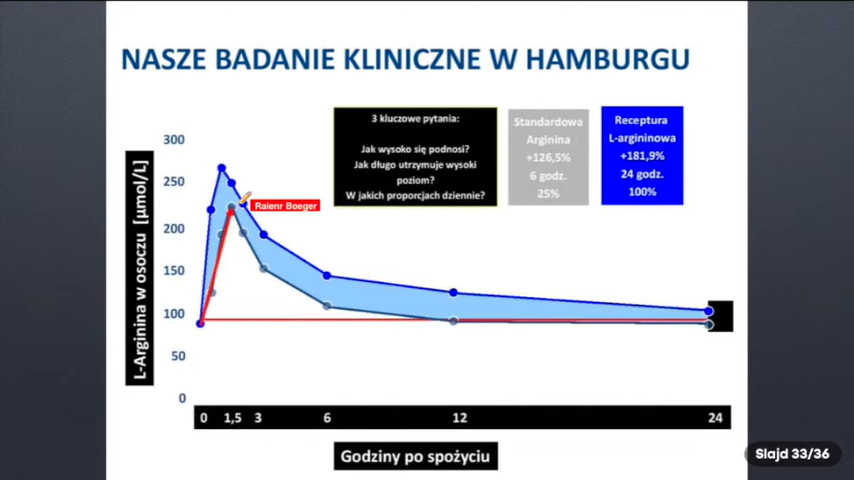 NASZE BADANIE KLINICZNE W HAMBURGU
3 kluczowe pytania:
Jak wysoko się podnosi?
Jak długo utrzymuje wysoki
poziom?
W jakich proporcjach dziennie?
Standardowa
Arginina
+126,5%
6 godz.
25%
Receptura
L-argininowa
+181,9%
24 godz.
100%
L-Arginina w osoczu [µmol/L]
300
250
200
150
100
50
0
Raienr Boeger
0 1,5 3 6 12 24
Godziny po spożyciu
Slajd 33/36